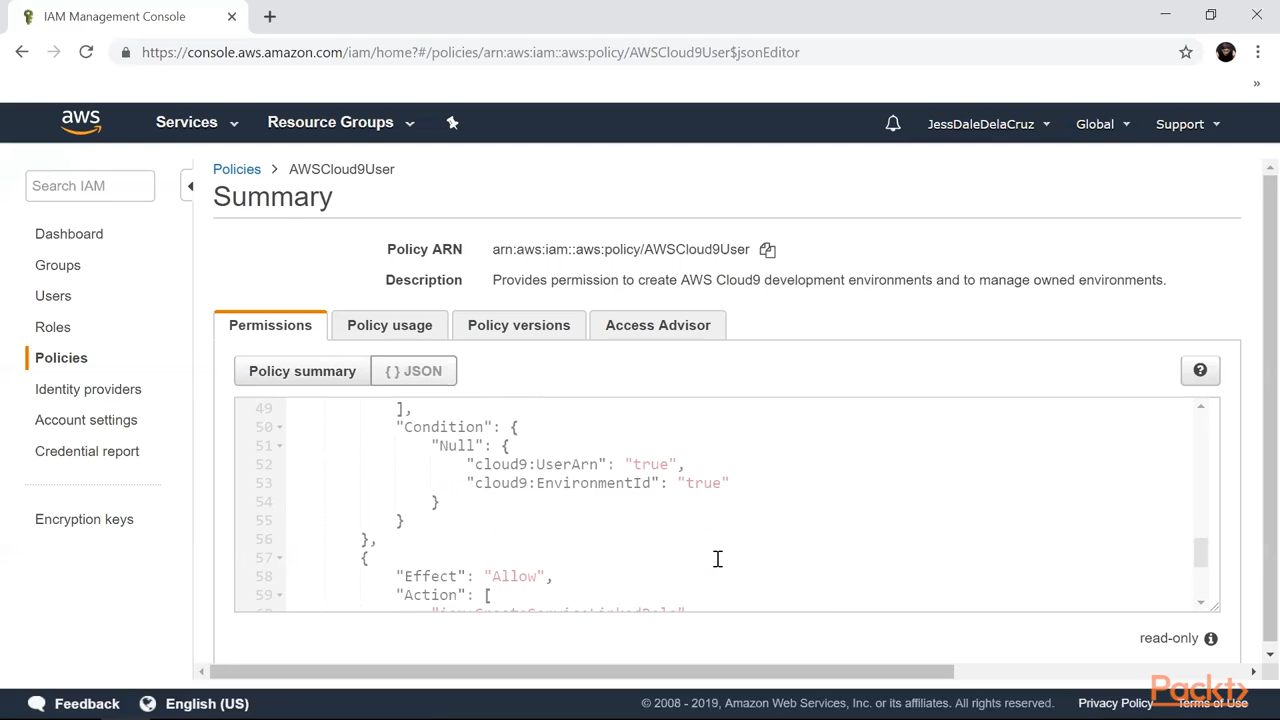 IAM Management Console
https://console.aws.amazon.com/iam/home?#/policies/arn:aws:iam::aws:policy/AWSCloud9User$jsonEditor
»
aws
Services
Resource Groups
JessDaleDelaCruz
Global
Support
Search IAM
Dashboard
Groups
Users
Roles
Policies
Identity providers
Account settings
Credential report
Encryption keys
Policies > AWSCloud9User
Summary
Policy ARN arn:aws:iam::aws:policy/AWSCloud9User
Description Provides permission to create AWS Cloud9 development environments and to manage owned environments.
Permissions
Policy usage
Policy versions
Access Advisor
Policy summary
{ } JSON
?
49 ],
50 "Condition": {
51 "Null": {
52 "cloud9:UserArn": "true",
53 "cloud9:EnvironmentId": "true"
54 }
55 }
56 },
57 {
58 "Effect": "Allow",
59 "Action": [
read-only
Feedback
English (US)
© 2008 - 2019, Amazon Web Services, Inc. or its affiliates. All rights reserved.
Privacy Policy
Terms of Use
Packt>